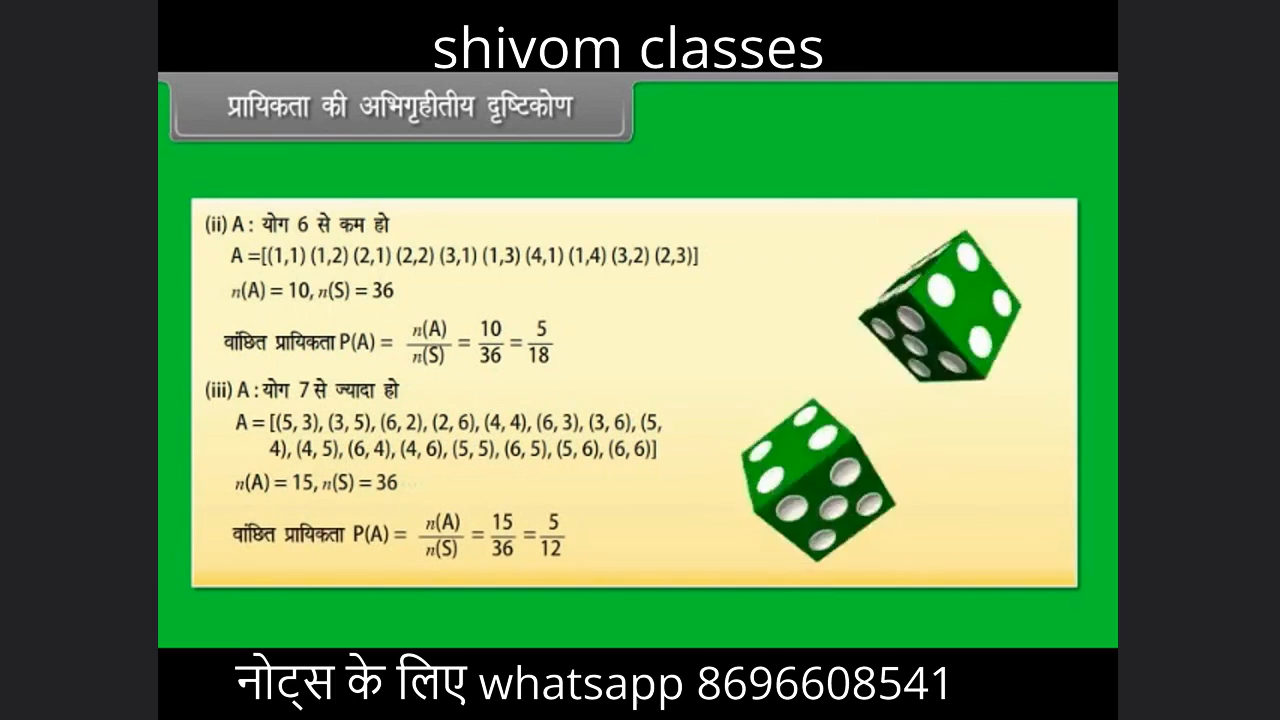 shivom classes
प्रायिकता की अभिगृहीतीय दृष्टिकोण
(ii) A : योग 6 से कम हो
A =[(1,1) (1,2) (2,1) (2,2) (3,1) (1,3) (4,1) (1,4) (3,2) (2,3)]
n(A) = 10, n(S) = 36
वांछित प्रायिकता P(A) = n(A)/n(S) = 10/36 = 5/18
(iii) A : योग 7 से ज्यादा हो
A = [(5, 3), (3, 5), (6, 2), (2, 6), (4, 4), (6, 3), (3, 6), (5,
4), (4, 5), (6, 4), (4, 6), (5, 5), (6, 5), (5, 6), (6, 6)]
n(A) = 15, n(S) = 36
वांछित प्रायिकता P(A) = n(A)/n(S) = 15/36 = 5/12
नोट्स के लिए whatsapp 8696608541